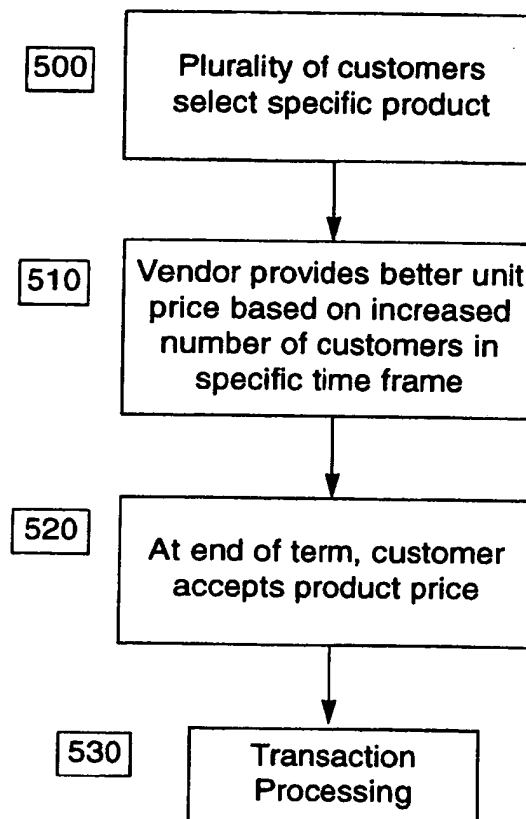 500
Plurality of customers
select specific product
510
Vendor provides better unit
price based on increased
number of customers in
specific time frame
520
At end of term, customer
accepts product price
530
Transaction
Processing